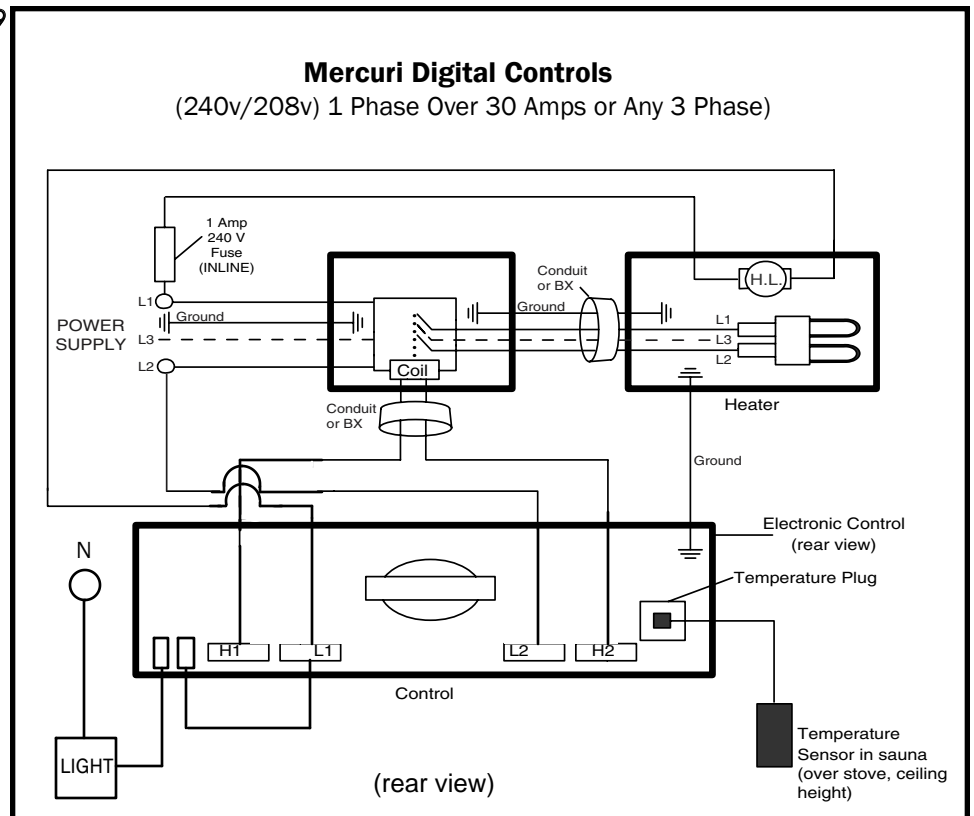 Mercuri Digital Controls
(240v/208v) 1 Phase Over 30 Amps or Any 3 Phase)
1 Amp
240 V
Fuse
(INLINE)
H.L.
Conduit
or BX
L1
Ground
Ground
L1
POWER
SUPPLY
L3
L3
L2
L2
Coil
Heater
Conduit
or BX
Ground
Electronic Control
(rear view)
N
Temperature Plug
H1
L1
L2
H2
Control
LIGHT
Temperature
Sensor in sauna
(over stove, ceiling
height)
(rear view)